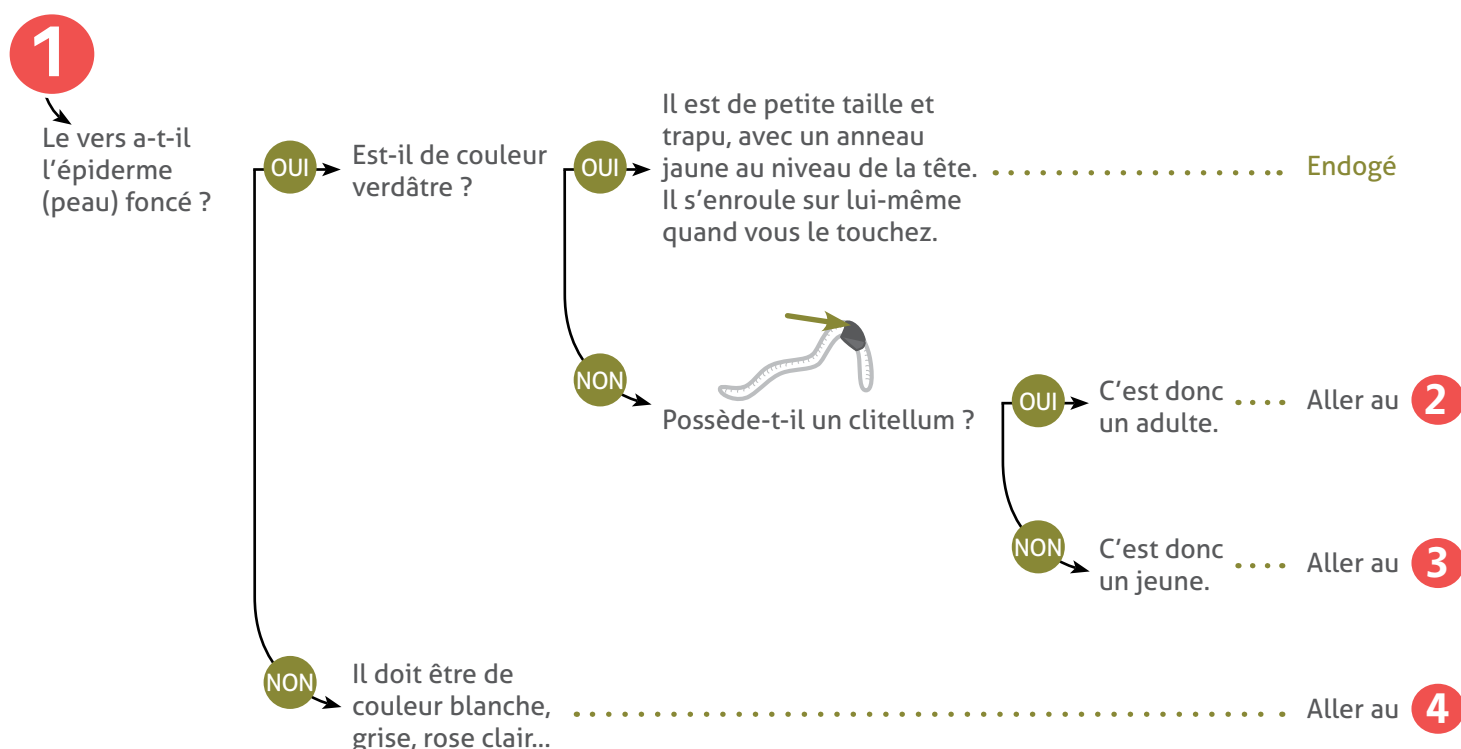 1
Le vers a-t-il
l'épiderme
(peau) foncé ?
OUI
Est-il de couleur
verdâtre ?
OUI
Il est de petite taille et
trapu, avec un anneau
jaune au niveau de la tête.
Il s'enroule sur lui-même
quand vous le touchez.
Endogé
NON
Possède-t-il un clitellum ?
OUI
C'est donc
un adulte.
Aller au 2
NON
C'est donc
un jeune.
Aller au 3
NON
Il doit être de
couleur blanche,
grise, rose clair...
Aller au 4